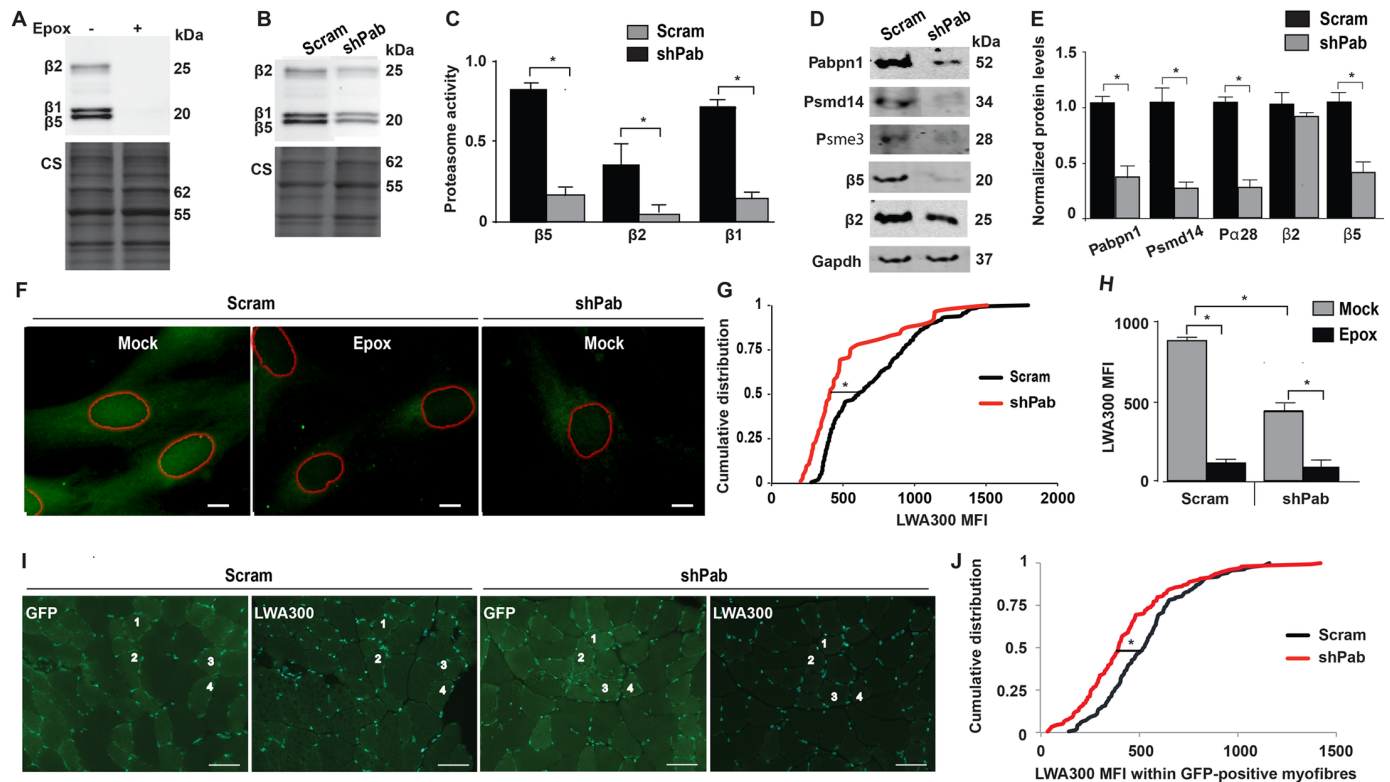 A
Epox - +
kDa
β2 25
β1 20
β5
CS
62
55
B
Scram shPab
kDa
β2 25
β1 20
β5
CS
62
55
C
Scram
shPab
Proteasome activity
1.0
0.5
0
* * *
β5 β2 β1
D
Scram shPab
kDa
Pabpn1 52
Psmd14 34
Psme3 28
β5 20
β2 25
Gapdh 37
E
Scram
shPab
Normalized protein levels
1.5
1.0
0.5
0
* * * *
Pabpn1 Psmd14 Pα28 β2 β5
F
Scram shPab
Mock Epox Mock
G
Cumulative distribution
1
0.75
0.5
0.25
0
*
Scram
shPab
0 500 1000 1500 2000
LWA300 MFI
H
Mock
Epox
LWA300 MFI
1000
500
0
*
* *
Scram shPab
I
Scram shPab
GFP LWA300 GFP LWA300
1 2 3 4
1 2 3 4
1 2 3 4
1 2 3 4
J
Cumulative distribution
1
0.75
0.5
0.25
0
*
Scram
shPab
0 500 1000 1500
LWA300 MFI within GFP-positive myofibres